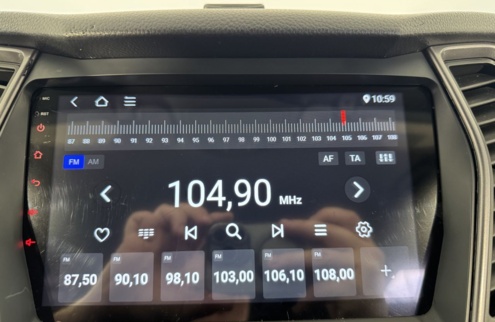 MIC
10:59
RST
87 88 89 90 91 92 93 94 95 96 97 98 99 100 101 102 103 104 105 106 107 108
FM AM
AF TA
104,90 MHz
FM FM FM FM FM FM
87,50 90,10 98,10 103,00 106,10 108,00 +